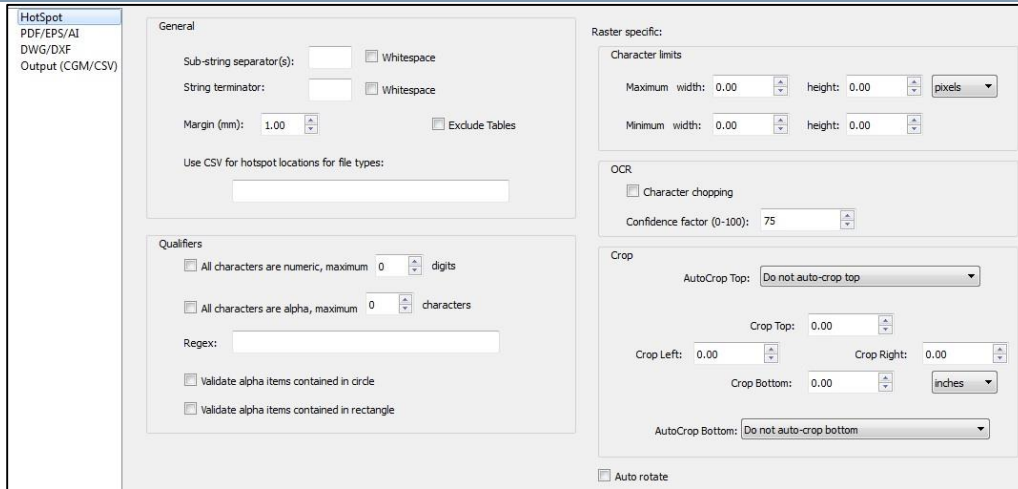 HotSpot
PDF/EPS/AI
DWG/DXF
Output (CGM/CSV)
General
Sub-string separator(s): Whitespace
String terminator: Whitespace
Margin (mm): 1.00 Exclude Tables
Use CSV for hotspot locations for file types:
Qualifiers
All characters are numeric, maximum 0 digits
All characters are alpha, maximum 0 characters
Regex:
Validate alpha items contained in circle
Validate alpha items contained in rectangle
Raster specific:
Character limits
Maximum width: 0.00 height: 0.00 pixels
Minimum width: 0.00 height: 0.00
OCR
Character chopping
Confidence factor (0-100): 75
Crop
AutoCrop Top: Do not auto-crop top
Crop Top: 0.00
Crop Left: 0.00 Crop Right: 0.00
Crop Bottom: 0.00 inches
AutoCrop Bottom: Do not auto-crop bottom
Auto rotate